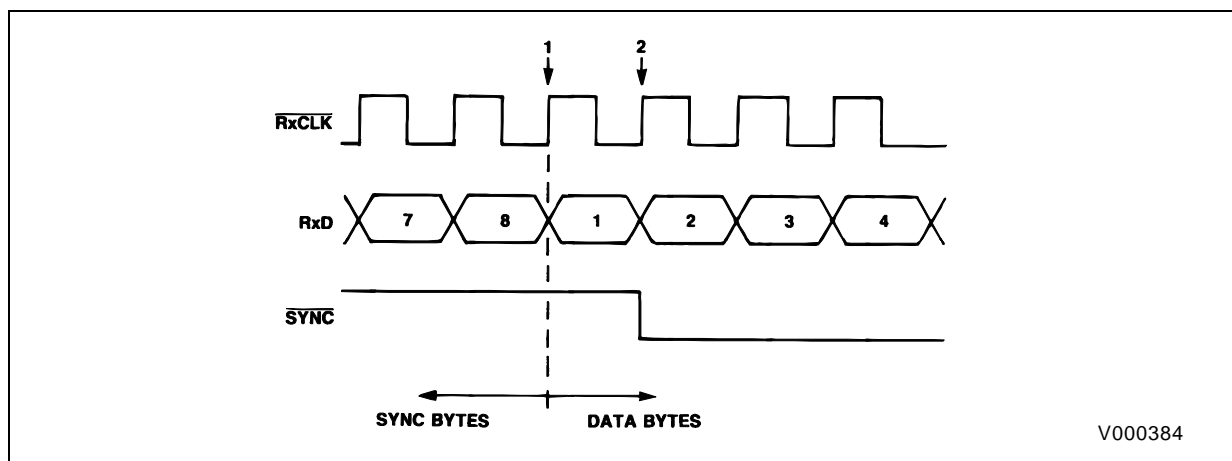 1 2
RxCLK
RxD 7 8 1 2 3 4
SYNC
SYNC BYTES DATA BYTES
V000384